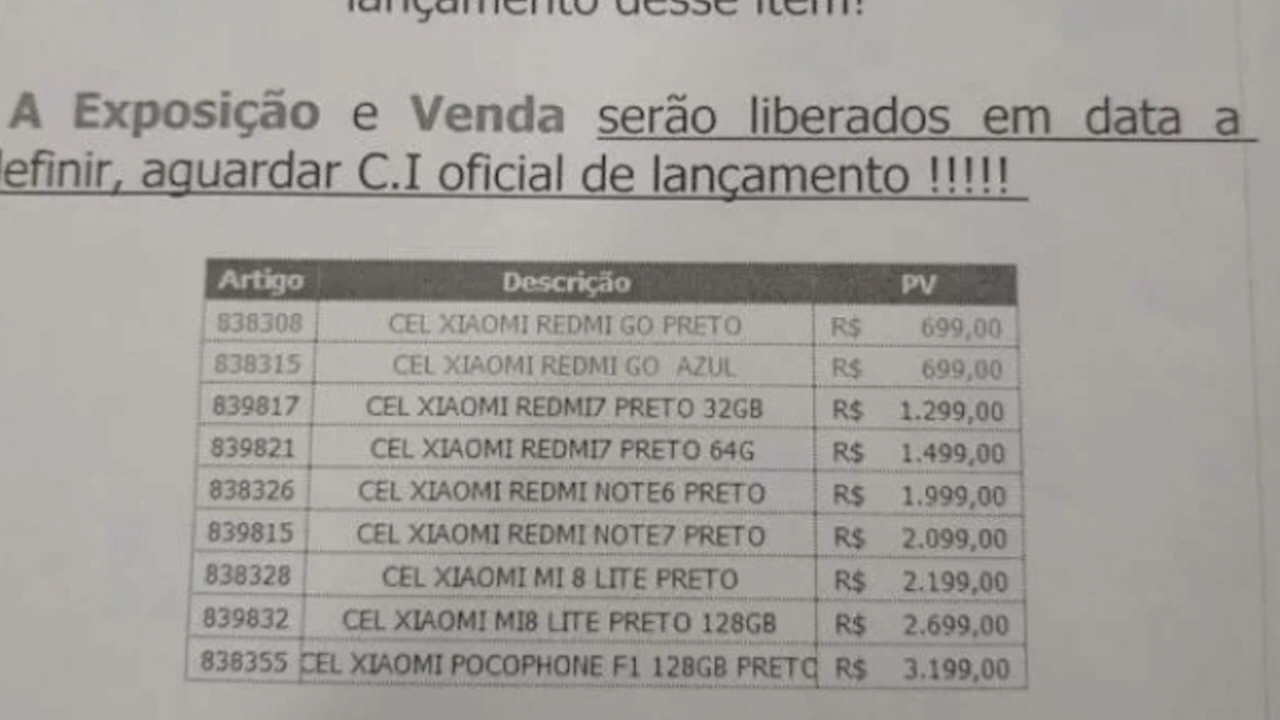 lançamento desse item!
A Exposição e Venda serão liberados em data a
definir, aguardar C.I oficial de lançamento !!!!!
Artigo Descrição PV
838308 CEL XIAOMI REDMI GO PRETO R$ 699,00
838315 CEL XIAOMI REDMI GO AZUL R$ 699,00
839817 CEL XIAOMI REDMI7 PRETO 32GB R$ 1.299,00
839821 CEL XIAOMI REDMI7 PRETO 64G R$ 1.499,00
838326 CEL XIAOMI REDMI NOTE6 PRETO R$ 1.999,00
839815 CEL XIAOMI REDMI NOTE7 PRETO R$ 2.099,00
838328 CEL XIAOMI MI 8 LITE PRETO R$ 2.199,00
839832 CEL XIAOMI MI8 LITE PRETO 128GB R$ 2.699,00
838355 CEL XIAOMI POCOPHONE F1 128GB PRETO R$ 3.199,00